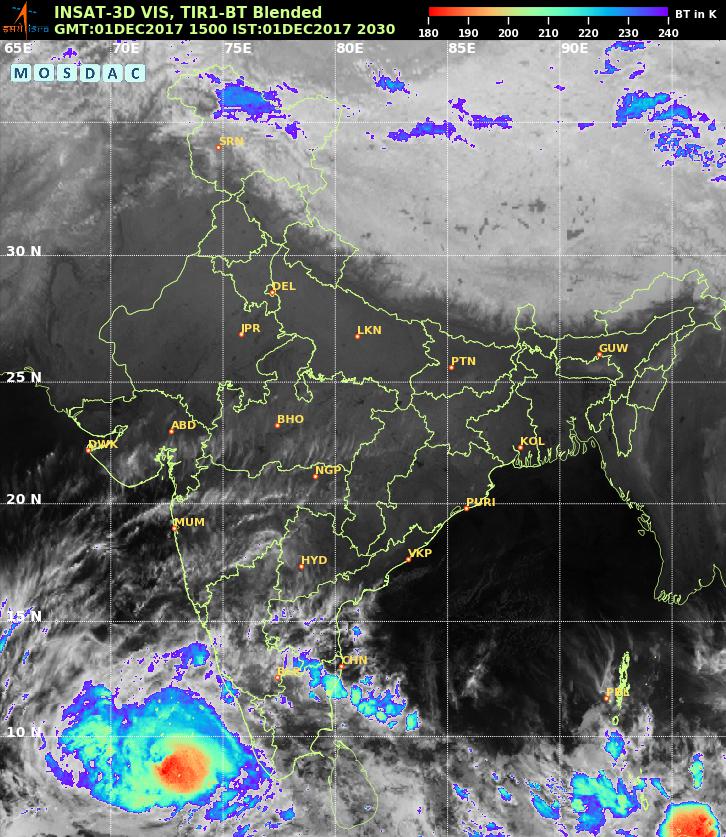 INSAT-3D VIS, TIR1-BT Blended
GMT:01DEC2017 1500 IST:01DEC2017 2030
BT in K
180 190 200 210 220 230 240
65E 70E 75E 80E 85E 90E
M O S D A C
SRN
30 N
DEL
JPR LKN
GUW
PTN
25 N
ABD BHO
DWK KOL
NGP
20 N PURI
MUM
HYD VKP
15 N
CHN
10 N